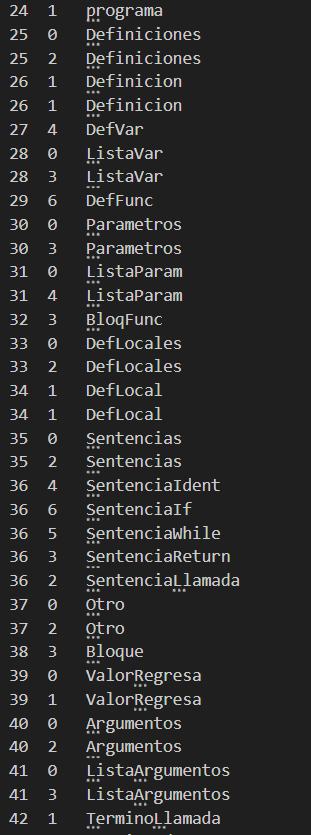 24 1 programa
25 0 Definiciones
25 2 Definiciones
26 1 Definicion
26 1 Definicion
27 4 DefVar
28 0 ListaVar
28 3 ListaVar
29 6 DefFunc
30 0 Parametros
30 3 Parametros
31 0 ListaParam
31 4 ListaParam
32 3 BloqFunc
33 0 DefLocales
33 2 DefLocales
34 1 DefLocal
34 1 DefLocal
35 0 Sentencias
35 2 Sentencias
36 4 SentenciaIdent
36 6 SentenciaIf
36 5 SentenciaWhile
36 3 SentenciaReturn
36 2 SentenciaLlamada
37 0 Otro
37 2 Otro
38 3 Bloque
39 0 ValorRegresa
39 1 ValorRegresa
40 0 Argumentos
40 2 Argumentos
41 0 ListaArgumentos
41 3 ListaArgumentos
42 1 TerminoLlamada